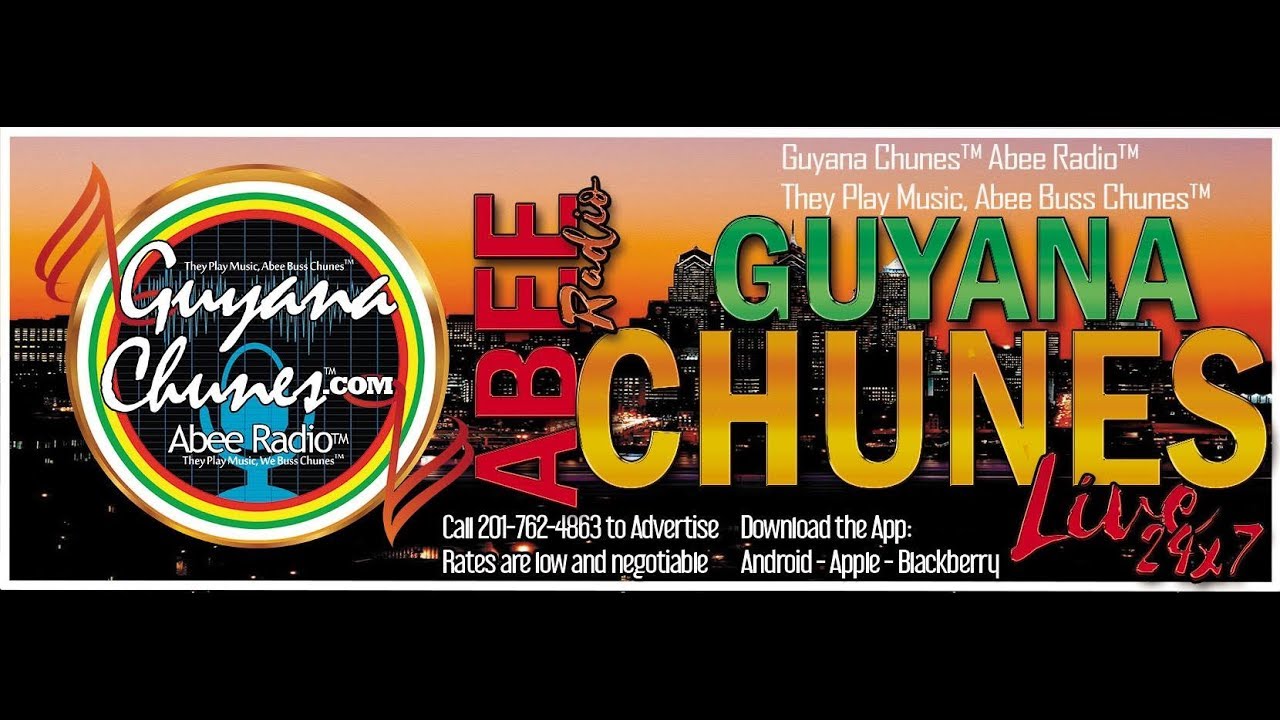 They Play Music, Abee Buss Chunes™
Guyana
Chunes™.COM
Abee Radio™
They Play Music, We Buss Chunes™
ABEE
Radio
Guyana Chunes™ Abee Radio™
They Play Music, Abee Buss Chunes™
GUYANA
CHUNES
Live
24x7
Call 201-762-4863 to Advertise
Rates are low and negotiable
Download the App:
Android - Apple - Blackberry